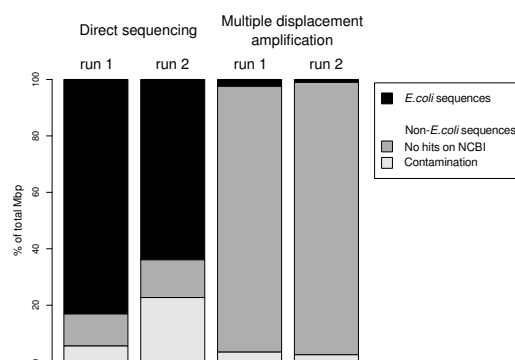 Direct sequencing
Multiple displacement
amplification
run 1
run 2
run 1
run 2
100
80
60
40
20
% of total Mbp
E.coli sequences
Non-E.coli sequences
No hits on NCBI
Contamination